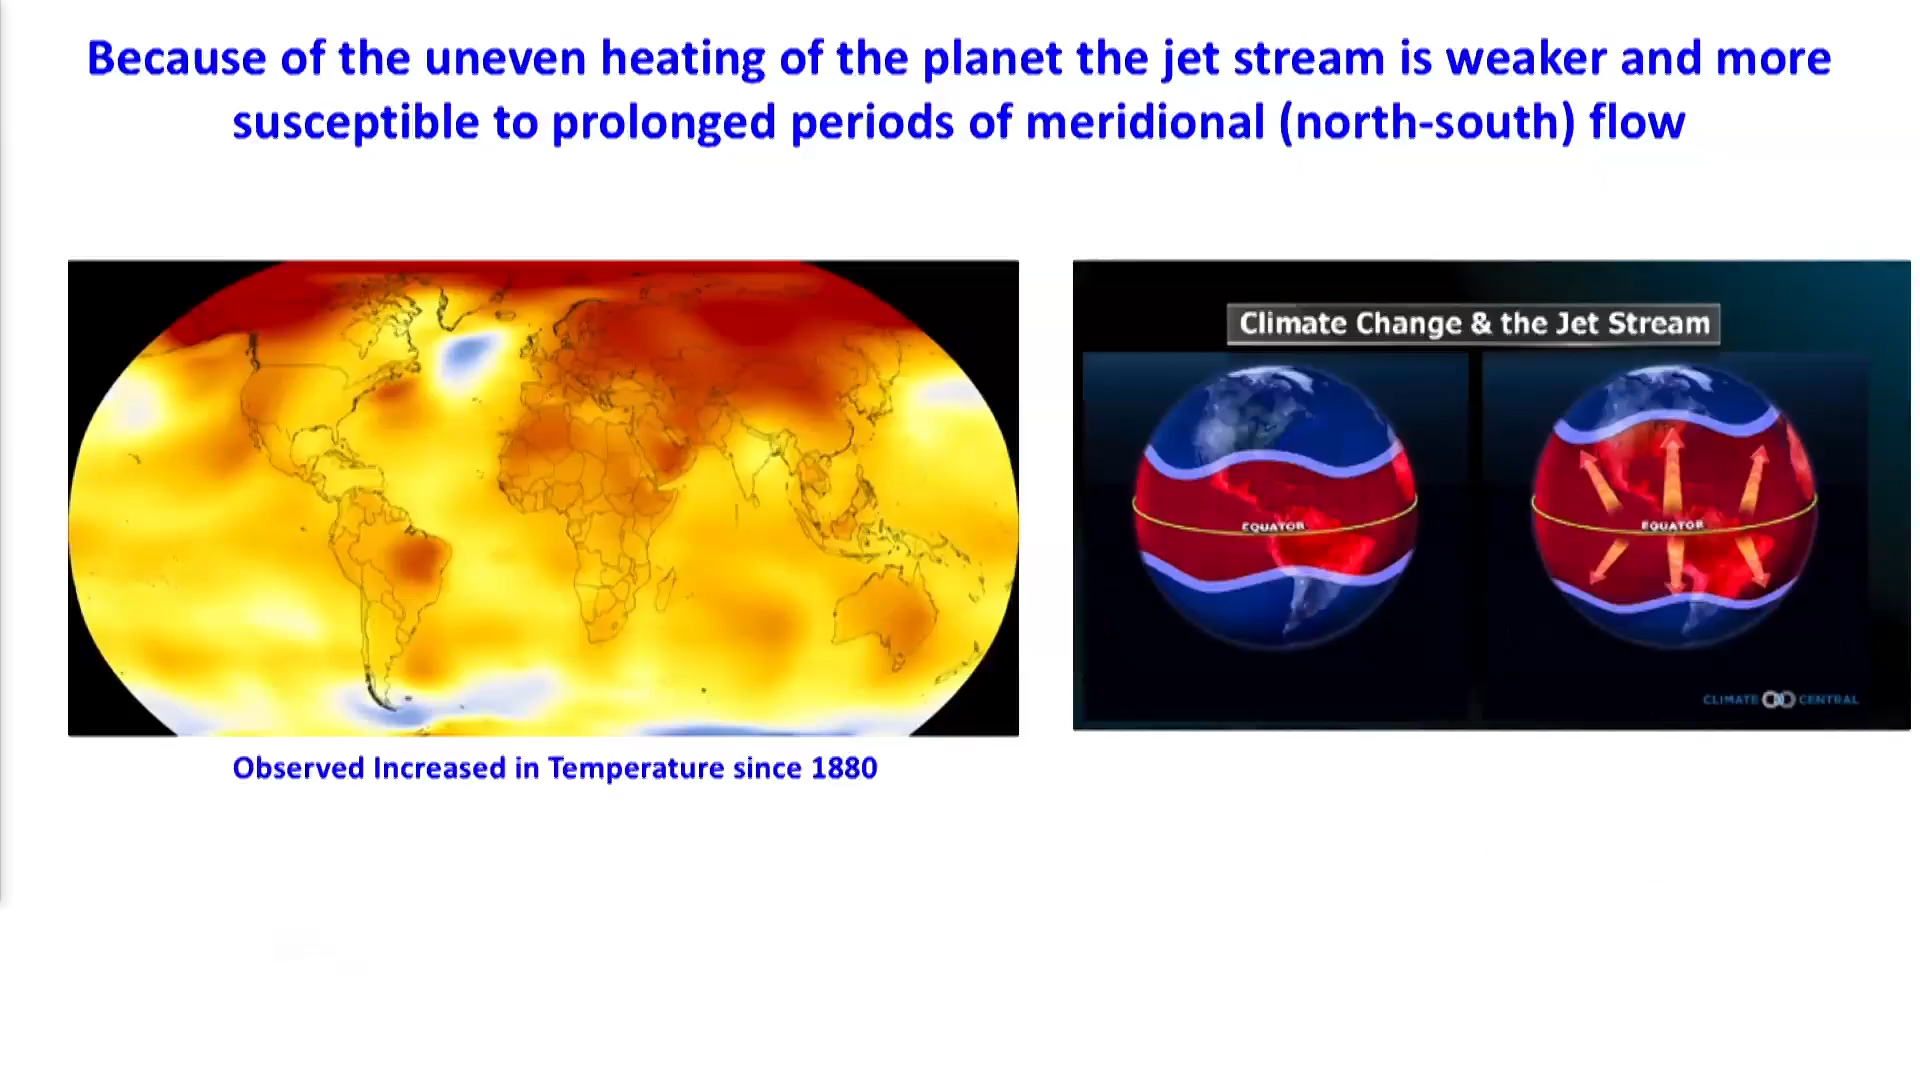 Because of the uneven heating of the planet the jet stream is weaker and more
susceptible to prolonged periods of meridional (north-south) flow
Climate Change & the Jet Stream
EQUATOR
EQUATOR
CLIMATE CENTRAL
Observed Increased in Temperature since 1880